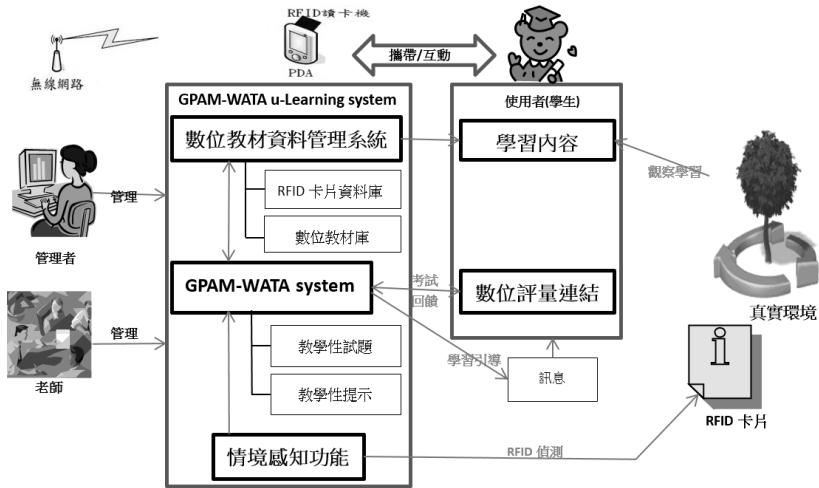 RFID讀卡機
PDA
無線網路
攜帶/互動
GPAM-WATA u-Learning system
使用者(學生)
數位教材資料管理系統
學習內容
RFID 卡片資料庫
數位教材庫
管理
管理者
觀察學習
GPAM-WATA system
考試
回饋
數位評量連結
真實環境
管理
老師
教學性試題
教學性提示
學習引導
訊息
i
RFID 卡片
情境感知功能
RFID 偵測